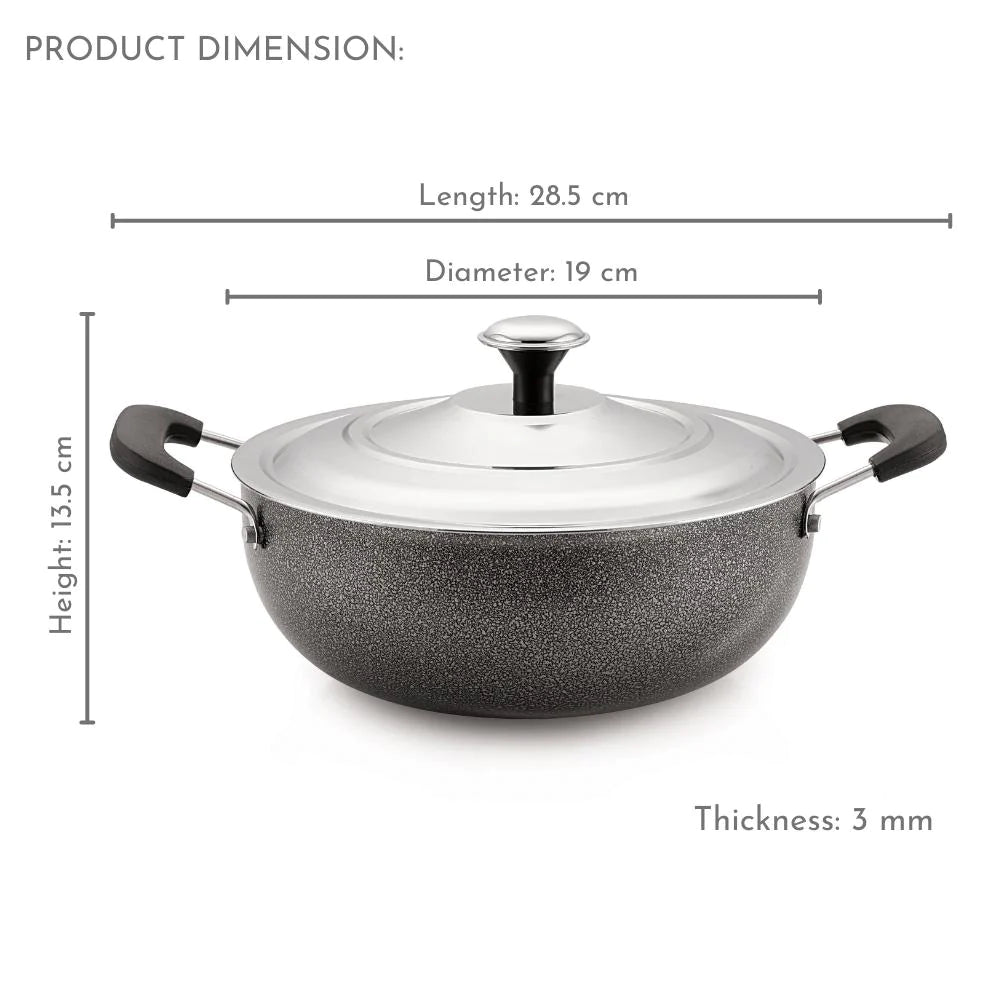 PRODUCT DIMENSION:
Length: 28.5 cm
Diameter: 19 cm
Height: 13.5 cm
Thickness: 3 mm